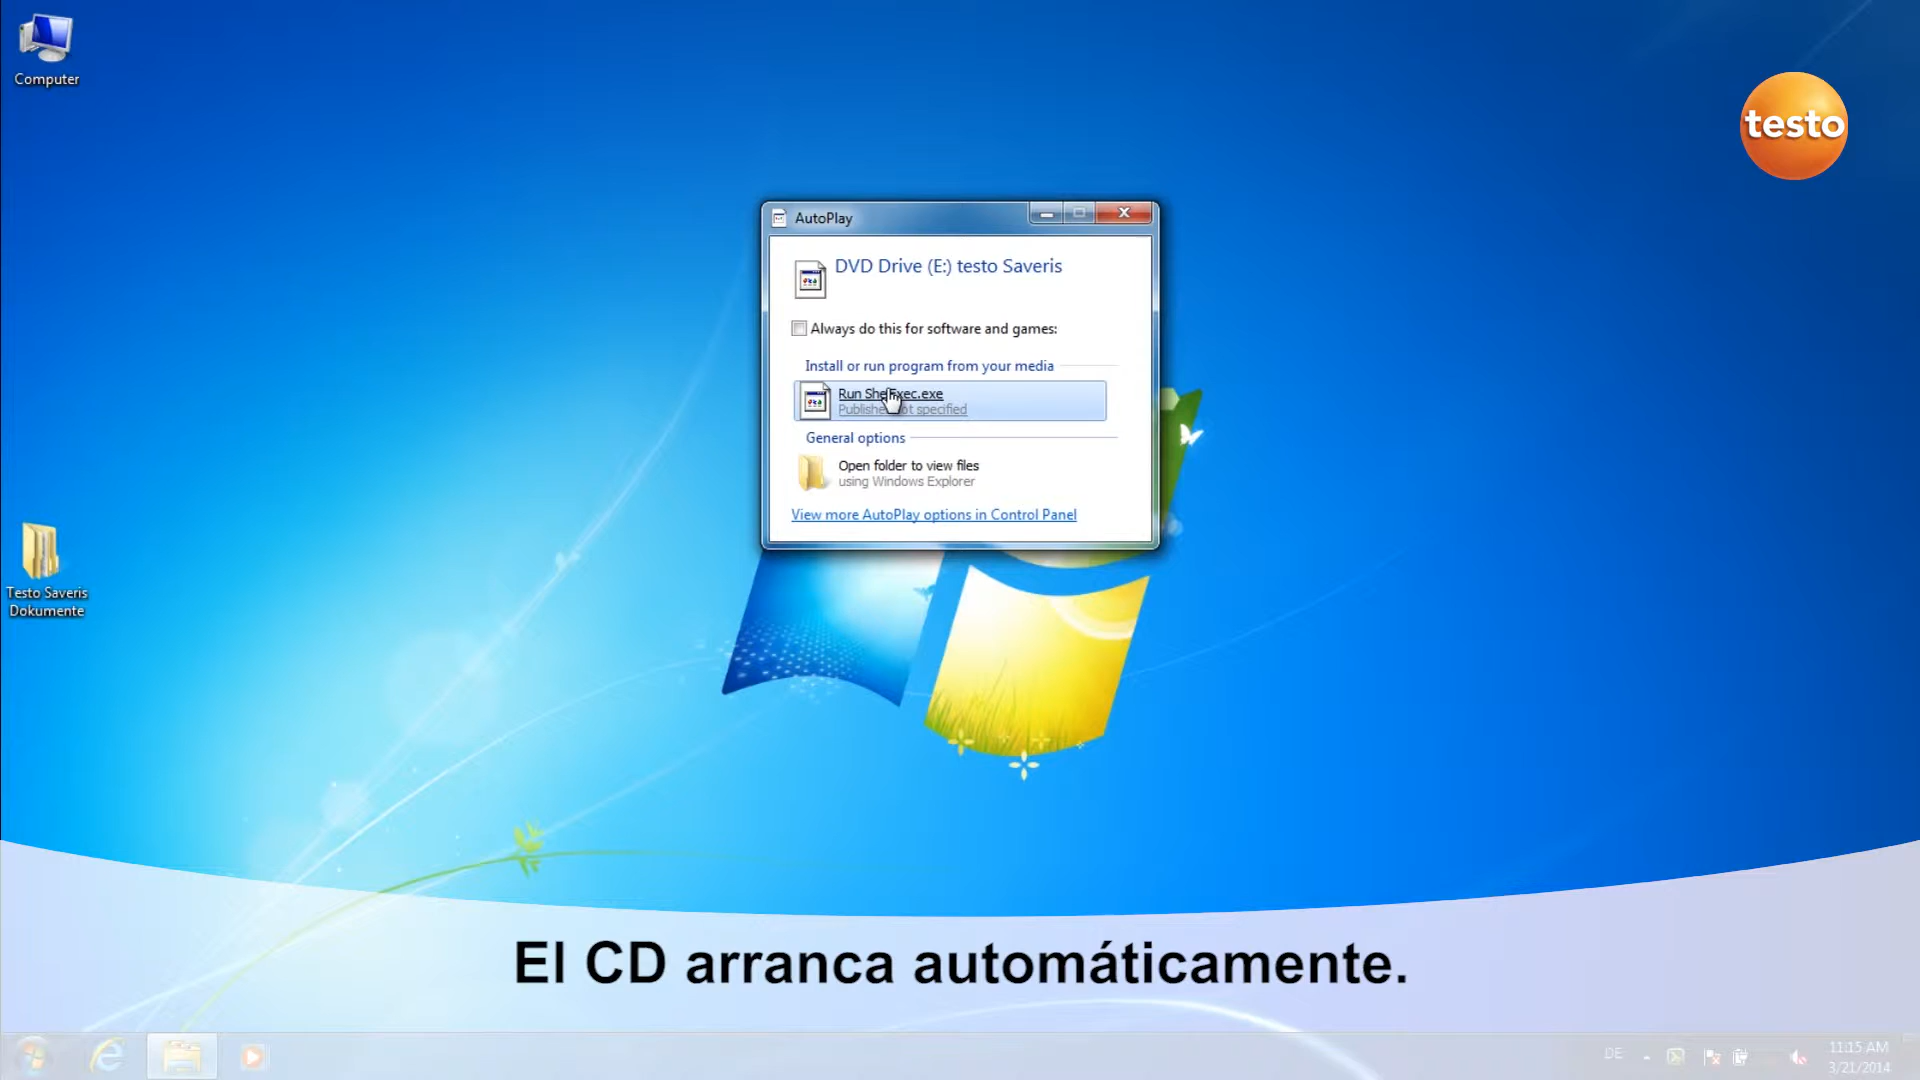 Computer
testo
AutoPlay
DVD Drive (E:) testo Saveris
Always do this for software and games:
Install or run program from your media
Run ShelExec.exe
Publisher not specified
General options
Open folder to view files
using Windows Explorer
View more AutoPlay options in Control Panel
Testo Saveris
Dokumente
El CD arranca automáticamente.
DE
11:15 AM
3/21/2014